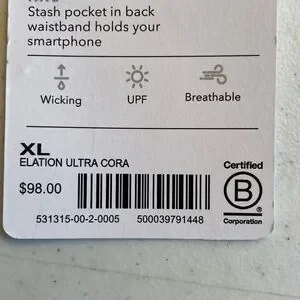 Stash pocket in back
waistband holds your
smartphone
Wicking
UPF
Breathable
XL
ELATION ULTRA CORA
$98.00
531315-00-2-0005 500039791448
Certified
B
®
Corporation